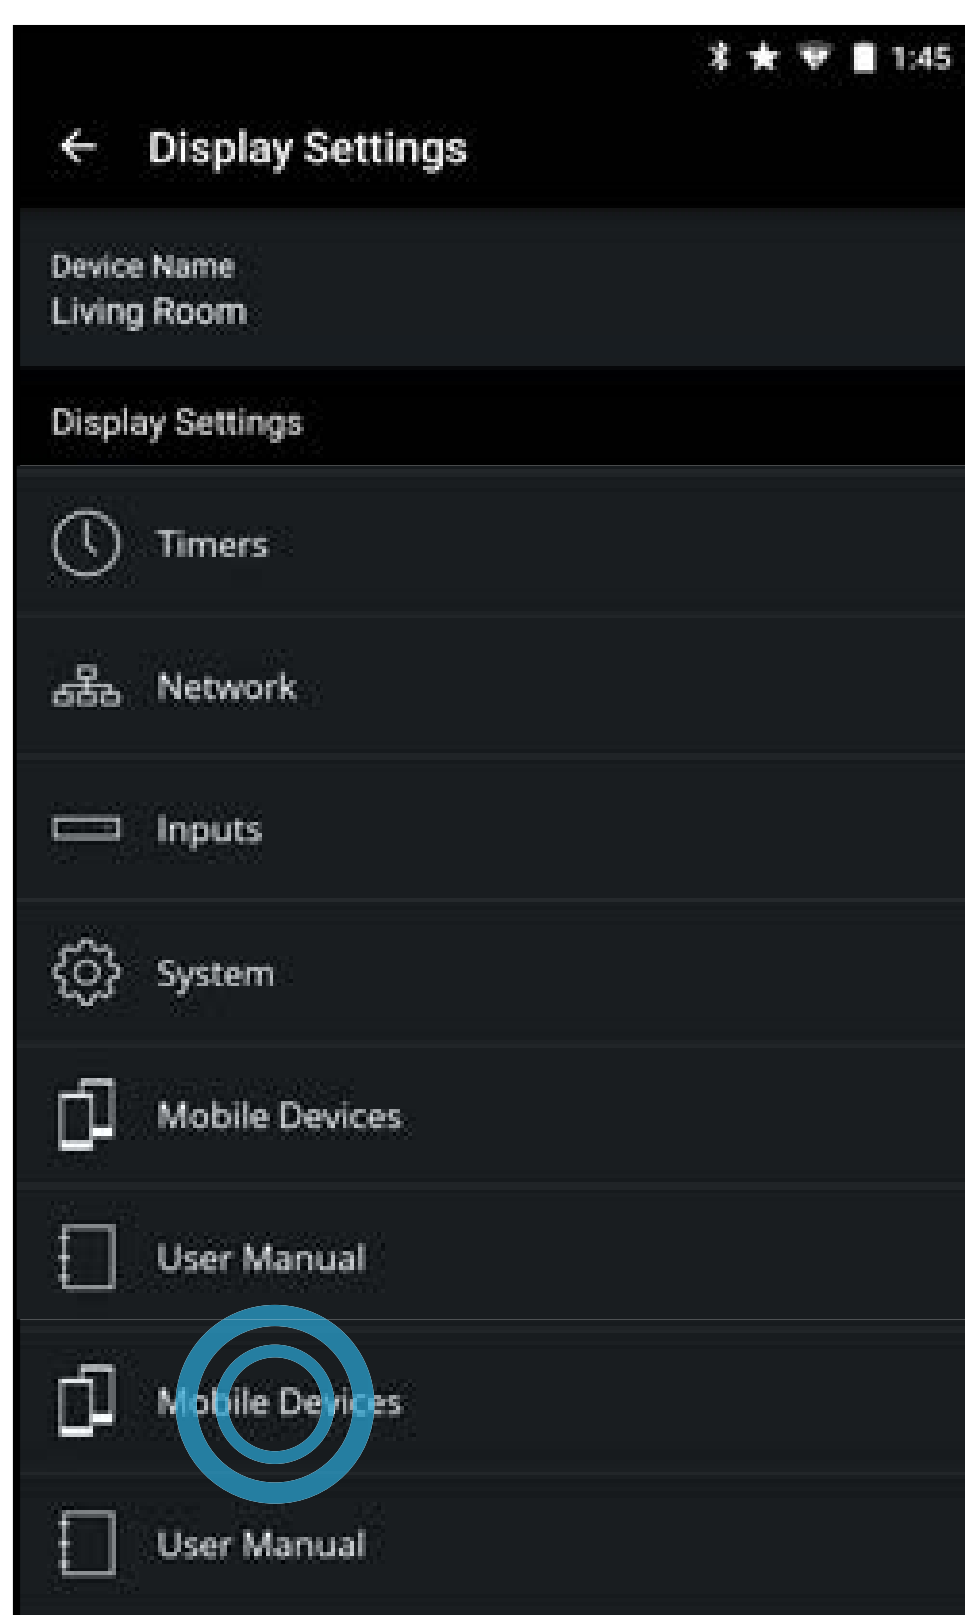 1:45
Display Settings
Device Name
Living Room
Display Settings
Timers
Network
Inputs
System
Mobile Devices
User Manual
Mobile Devices
User Manual